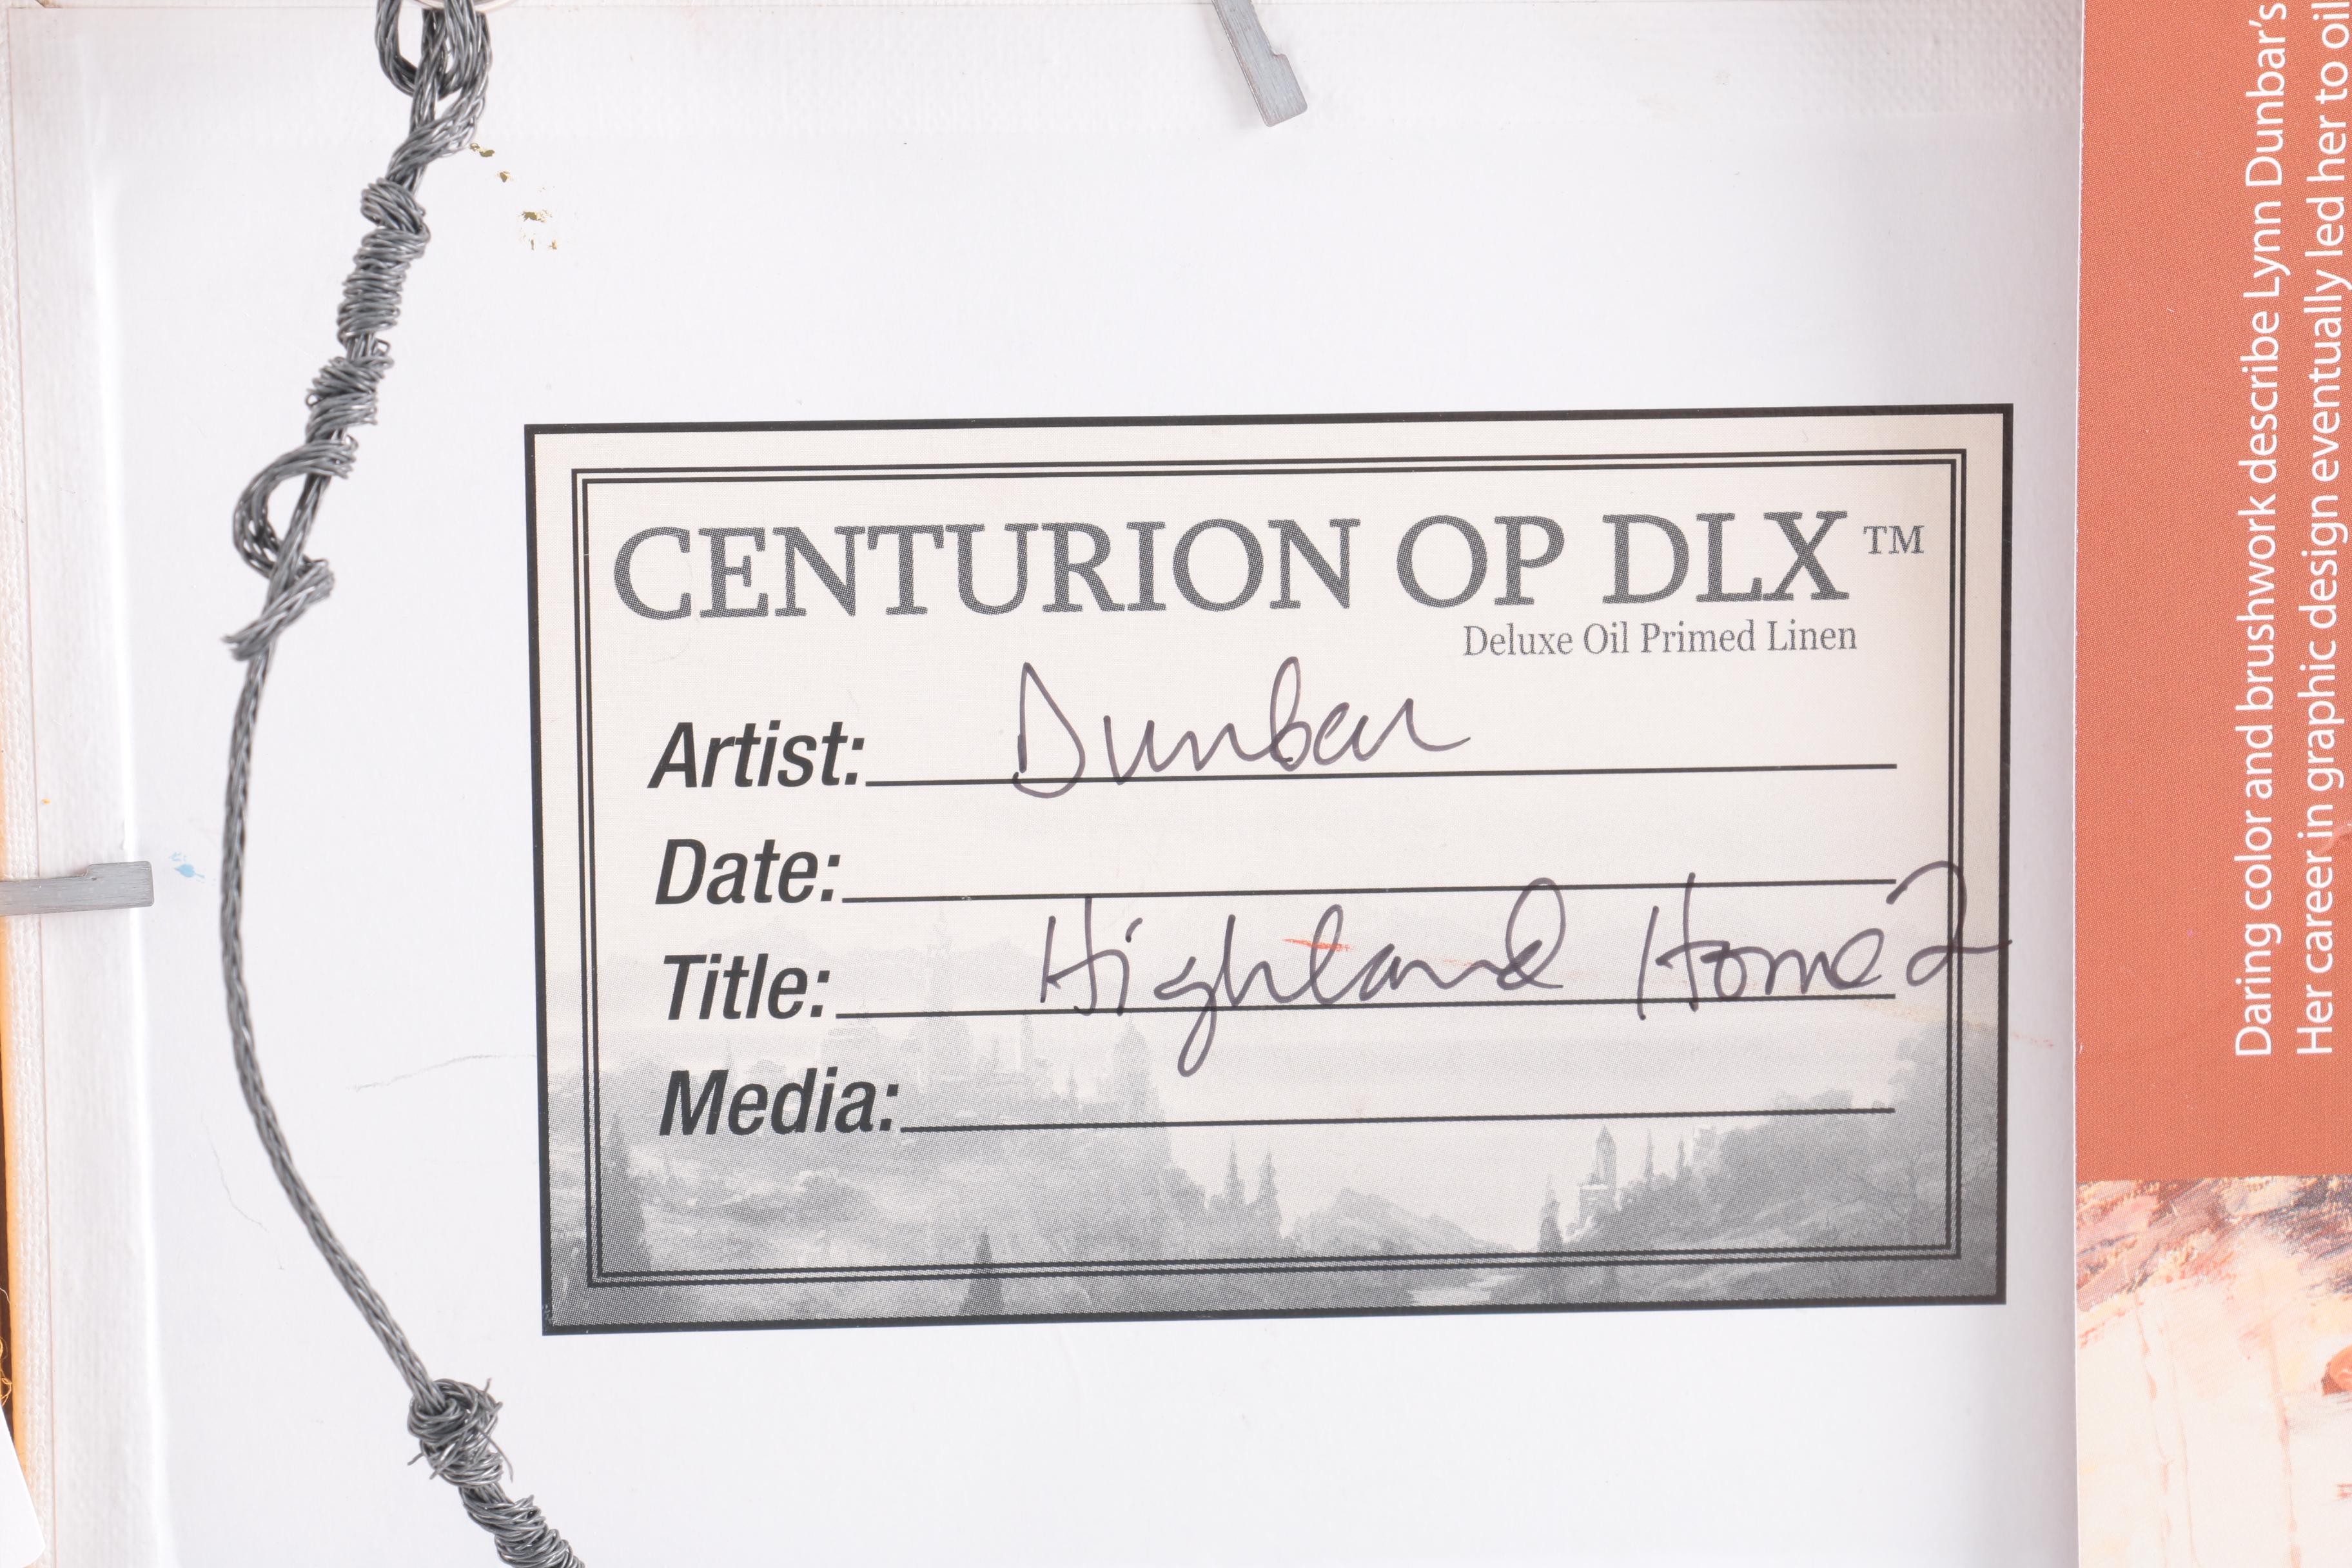 CENTURION OP DLX™
Deluxe Oil Primed Linen
Artist: Dunbar
Date:
Title: Highland Home 2
Media:
Daring color and brushwork describe Lynn Dunbar's
Her career in graphic design eventually led her to oil